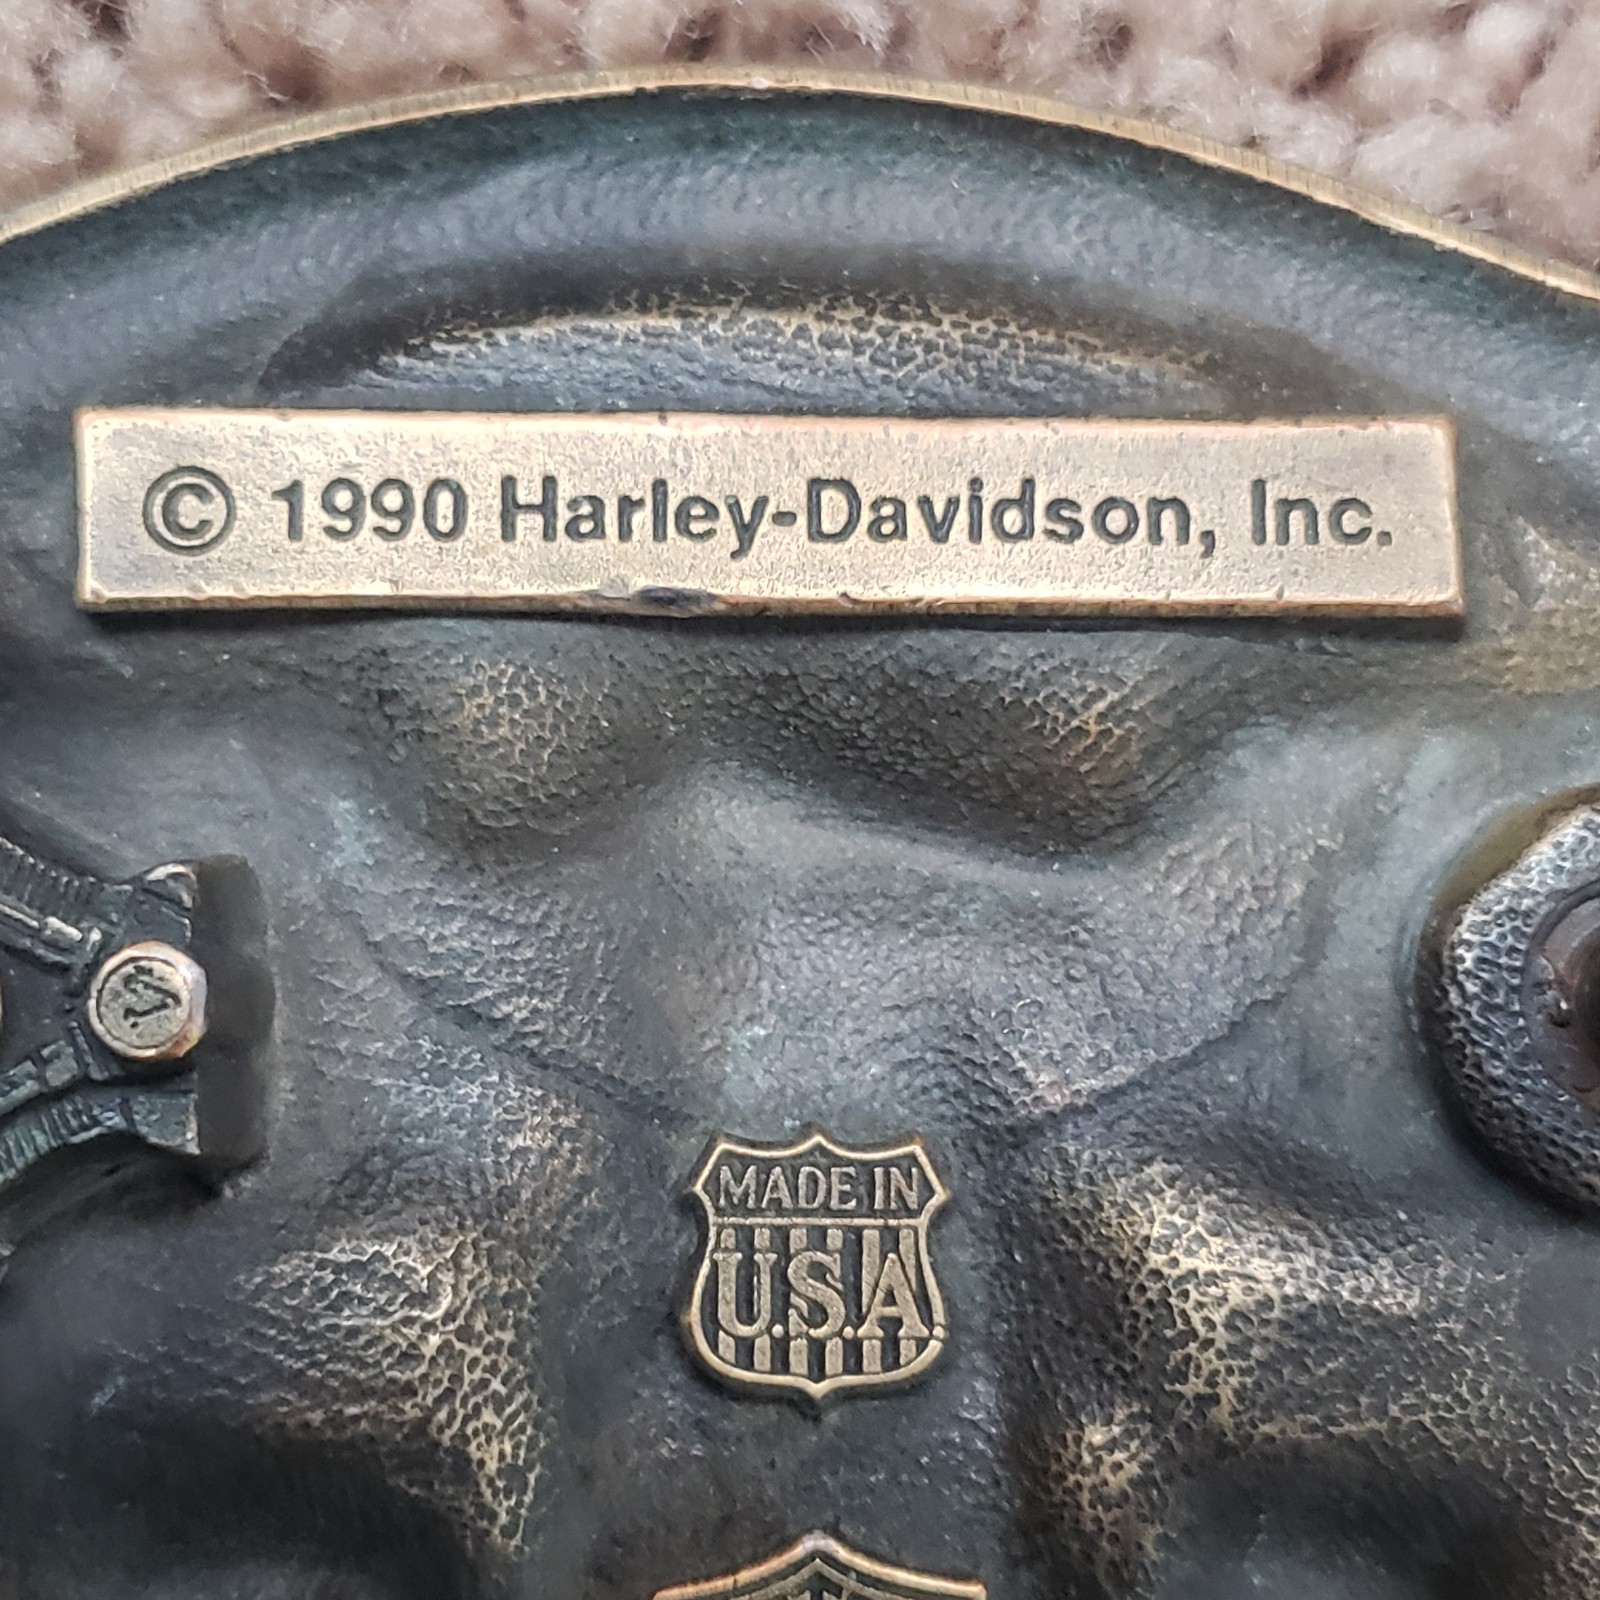 © 1990 Harley-Davidson, Inc.
MADE IN
U.S.A.